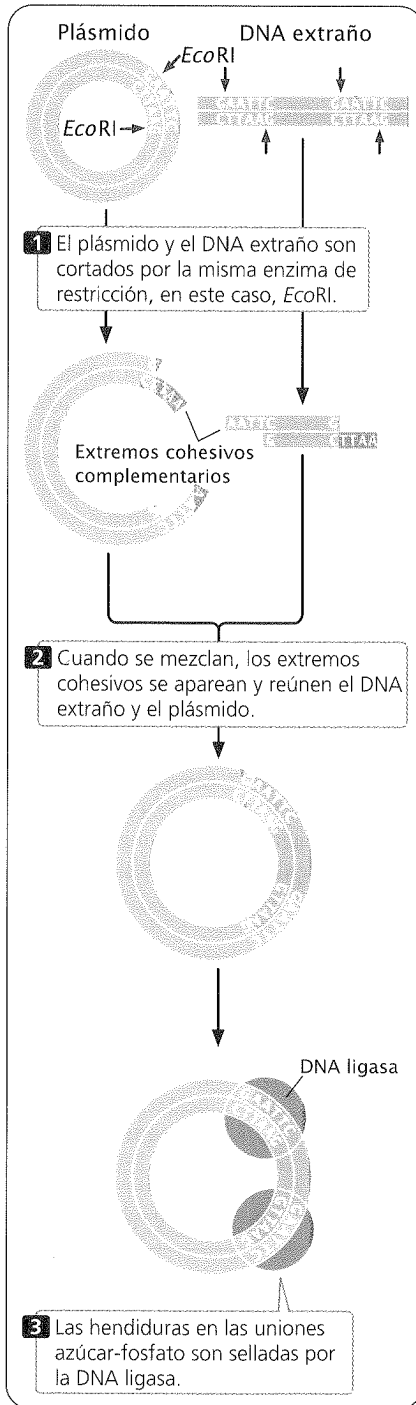 Plásmido
DNA extraño
EcoRI
EcoRI
GAATTC GAATTC
CTTAAG CTTAAG
1 El plásmido y el DNA extraño son
cortados por la misma enzima de
restricción, en este caso, EcoRI.
AATTC G
G CTTAA
Extremos cohesivos
complementarios
2 Cuando se mezclan, los extremos
cohesivos se aparean y reúnen el DNA
extraño y el plásmido.
DNA ligasa
3 Las hendiduras en las uniones
azúcar-fosfato son selladas por
la DNA ligasa.